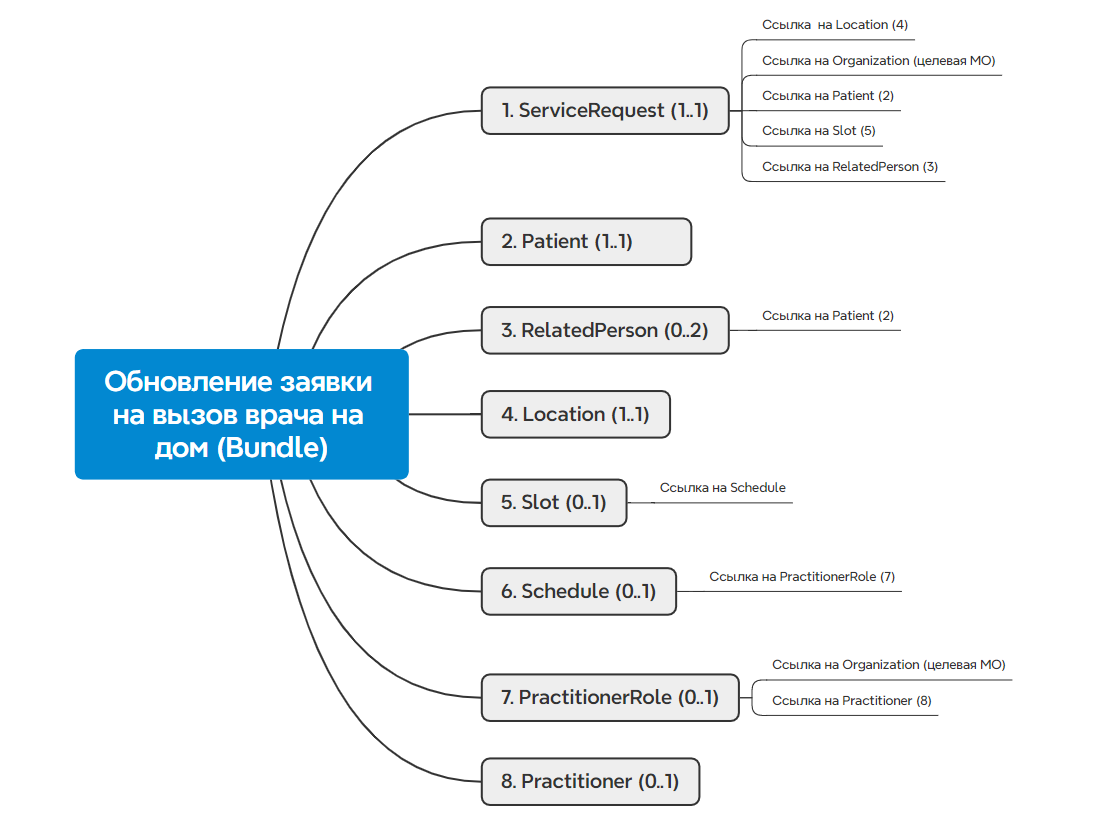 Ссылка на Location (4)
Ссылка на Organization (целевая МО)
1. ServiceRequest (1..1)
Ссылка на Patient (2)
Ссылка на Slot (5)
Ссылка на RelatedPerson (3)
2. Patient (1..1)
3. RelatedPerson (0..2)
Ссылка на Patient (2)
Обновление заявки
на вызов врача на
дом (Bundle)
4. Location (1..1)
5. Slot (0..1)
Ссылка на Schedule
6. Schedule (0..1)
Ссылка на PractitionerRole (7)
7. PractitionerRole (0..1)
Ссылка на Organization (целевая МО)
Ссылка на Practitioner (8)
8. Practitioner (0..1)